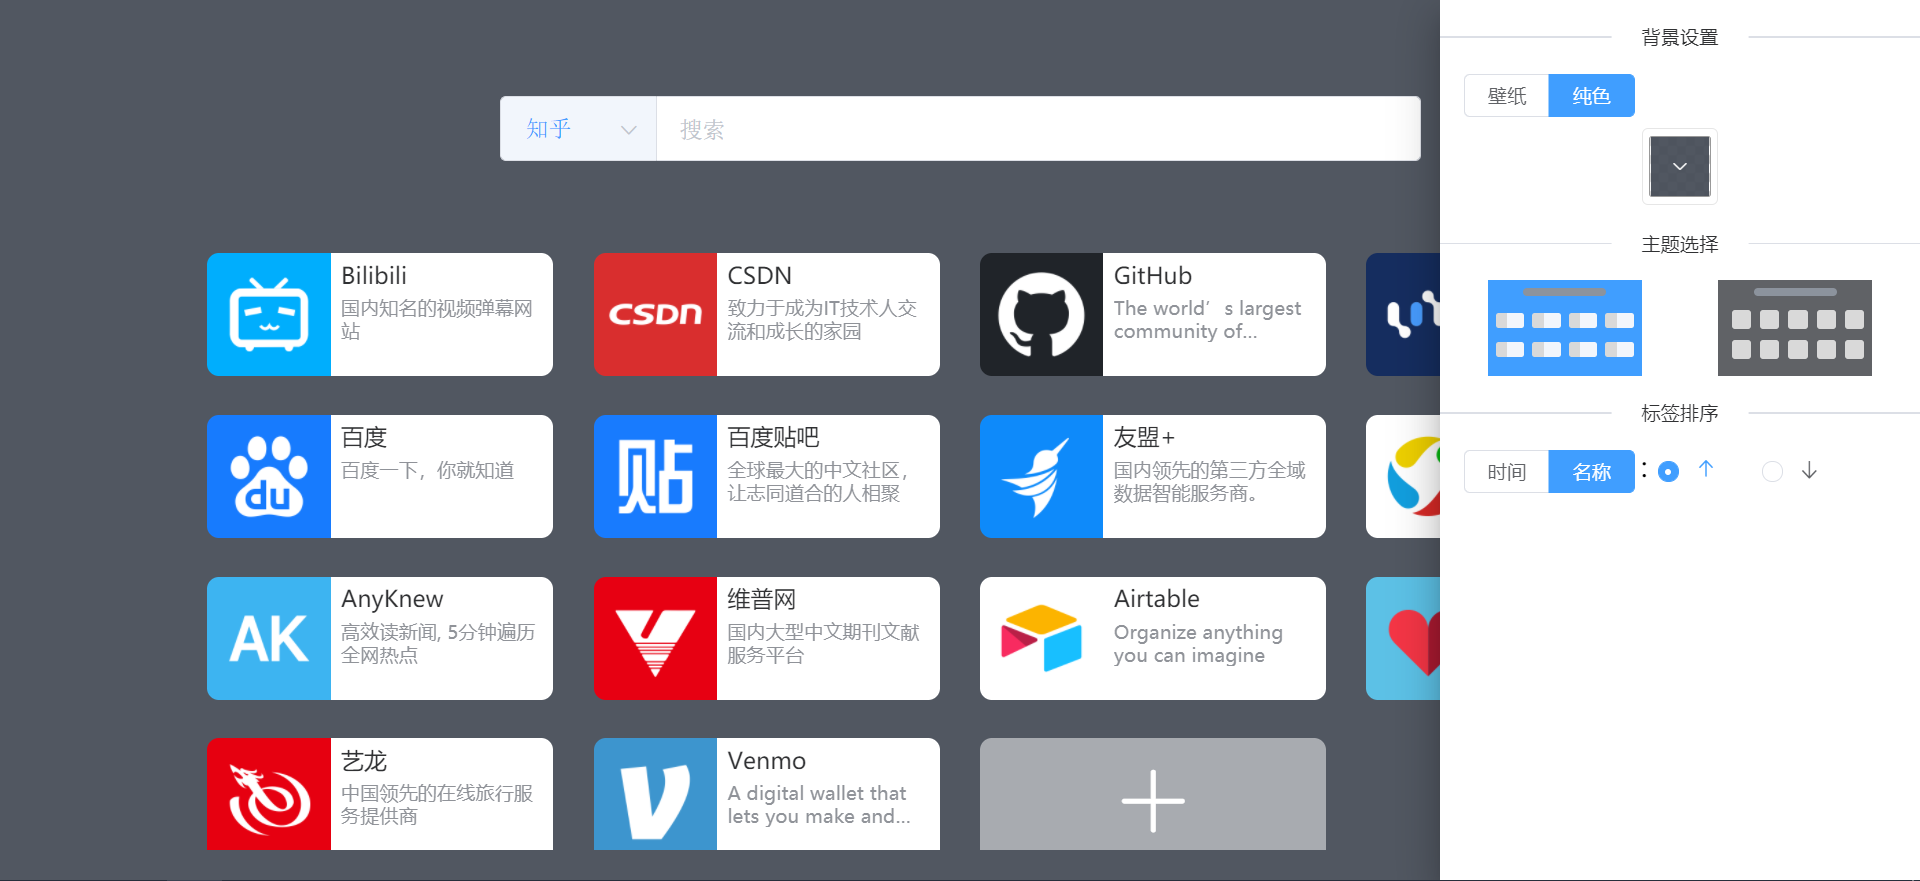 知乎
搜索
Bilibili
国内知名的视频弹幕网
站
CSDN
CSDN
致力于成为IT技术人交
流和成长的家园
GitHub
The world’s largest
community of...
du
百度
百度一下，你就知道
贴
百度贴吧
全球最大的中文社区，
让志同道合的人相聚
友盟+
国内领先的第三方全域
数据智能服务商。
AK
AnyKnew
高效读新闻, 5分钟遍历
全网热点
维普网
国内大型中文期刊文献
服务平台
Airtable
Organize anything
you can imagine
艺龙
中国领先的在线旅行服
务提供商
Venmo
A digital wallet that
lets you make and...
背景设置
壁纸
纯色
主题选择
标签排序
时间
名称
: